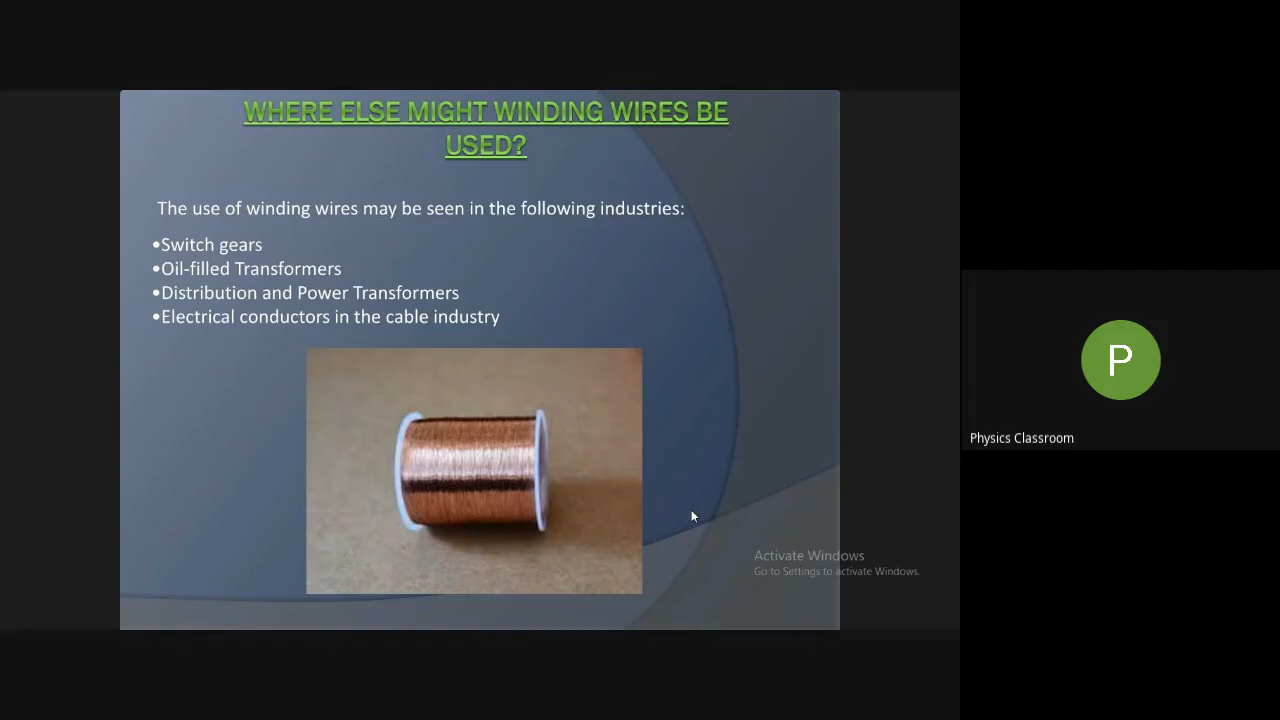 WHERE ELSE MIGHT WINDING WIRES BE
USED?
The use of winding wires may be seen in the following industries:
•Switch gears
•Oil-filled Transformers
•Distribution and Power Transformers
•Electrical conductors in the cable industry
Activate Windows
Go to Settings to activate Windows.
P
Physics Classroom